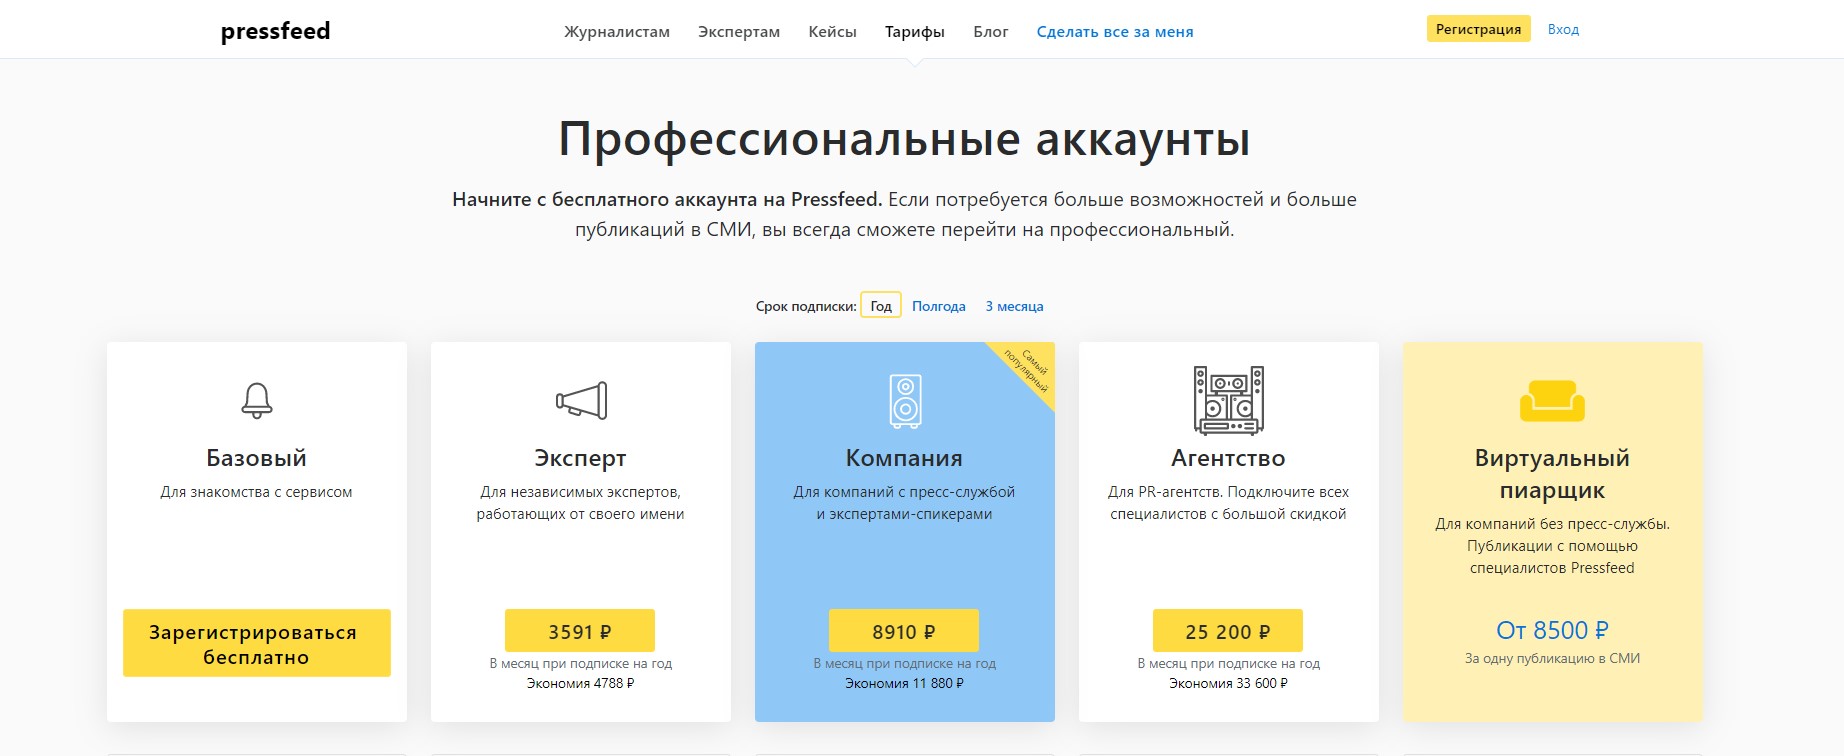 pressfeed
Журналистам Экспертам Кейсы Тарифы Блог Сделать все за меня
Регистрация Вход
Профессиональные аккаунты
Начните с бесплатного аккаунта на Pressfeed. Если потребуется больше возможностей и больше
публикаций в СМИ, вы всегда сможете перейти на профессиональный.
Срок подписки: Год Полгода 3 месяца
Базовый
Для знакомства с сервисом
Зарегистрироваться
бесплатно
Эксперт
Для независимых экспертов,
работающих от своего имени
3591 ₽
В месяц при подписке на год
Экономия 4788 ₽
Самый
популярный
Компания
Для компаний с пресс-службой
и экспертами-спикерами
8910 ₽
В месяц при подписке на год
Экономия 11 880 ₽
Агентство
Для PR-агентств. Подключите всех
специалистов с большой скидкой
25 200 ₽
В месяц при подписке на год
Экономия 33 600 ₽
Виртуальный
пиарщик
Для компаний без пресс-службы.
Публикации с помощью
специалистов Pressfeed
От 8500 ₽
За одну публикацию в СМИ